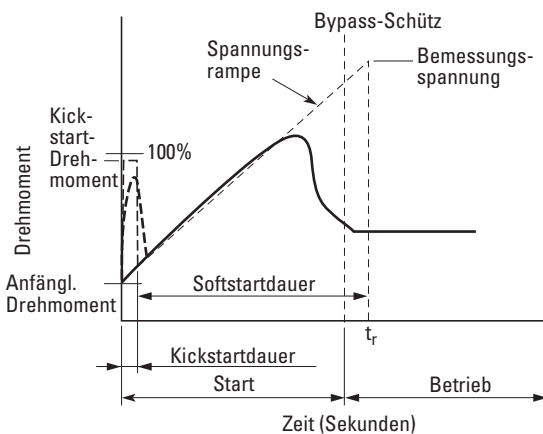 Bypass-Schütz
Spannungs-
rampe
Bemessungs-
spannung
Kick-
start-
Dreh-
moment
100%
Drehmoment
Anfängl.
Drehmoment
Softstartdauer
tr
Kickstartdauer
Start
Betrieb
Zeit (Sekunden)